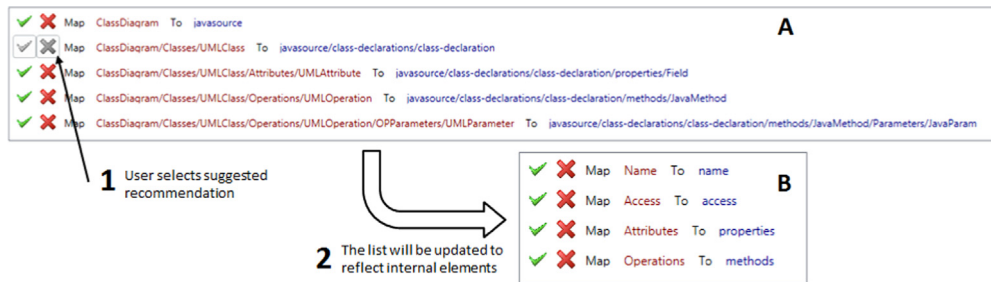 Map ClassDiagram To javasource
A
Map ClassDiagram/Classes/UMLClass To javasource/class-declarations/class-declaration
Map ClassDiagram/Classes/UMLClass/Attributes/UMLAttribute To javasource/class-declarations/class-declaration/properties/Field
Map ClassDiagram/Classes/UMLClass/Operations/UMLOperation To javasource/class-declarations/class-declaration/methods/JavaMethod
Map ClassDiagram/Classes/UMLClass/Operations/UMLOperation/OPParameters/UMLParameter To javasource/class-declarations/class-declaration/methods/JavaMethod/Parameters/JavaParam
1 User selects suggested
recommendation
Map Name To name
B
Map Access To access
Map Attributes To properties
Map Operations To methods
2 The list will be updated to
reflect internal elements